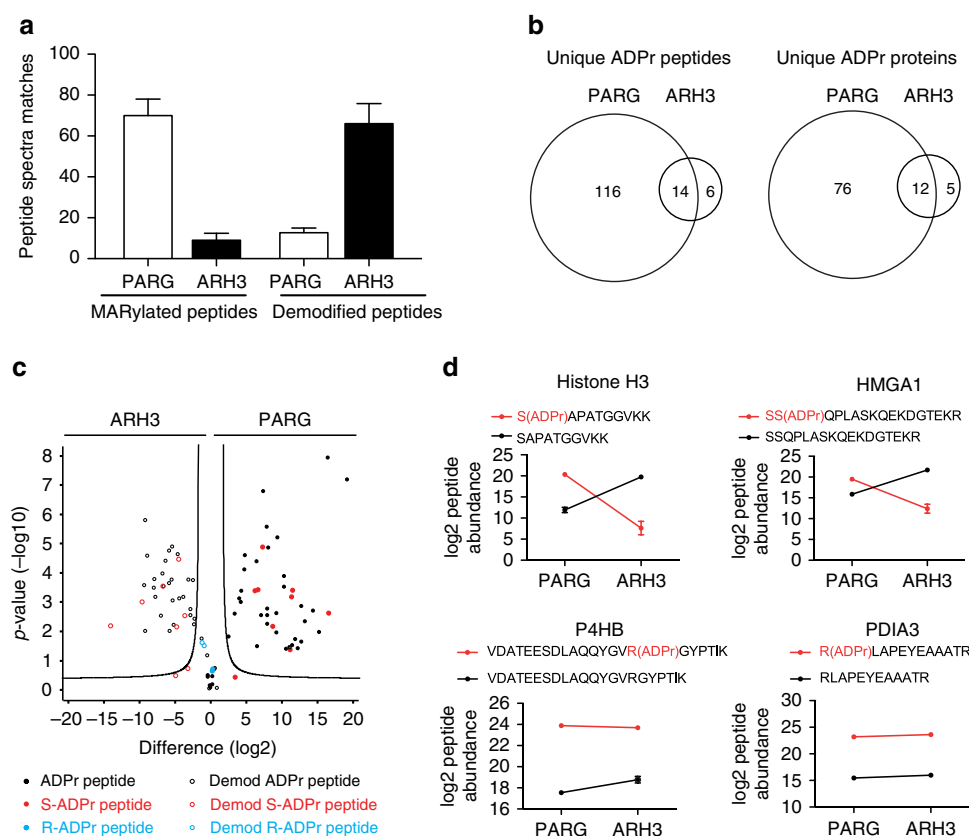 a
100
80
60
40
20
0
Peptide spectra matches
PARG ARH3 PARG ARH3
MARylated peptides Demodified peptides
b
Unique ADPr peptides Unique ADPr proteins
PARG ARH3 PARG ARH3
116 14 6 76 12 5
c
ARH3 PARG
8
7
6
5
4
3
2
1
0
p-value (−log10)
−20 −15 −10 −5 0 5 10 15 20
Difference (log2)
ADPr peptide Demod ADPr peptide
S-ADPr peptide Demod S-ADPr peptide
R-ADPr peptide Demod R-ADPr peptide
d
Histone H3
S(ADPr)APATGGVKK
SAPATGGVKK
25
20
15
10
5
0
log2 peptide
abundance
PARG ARH3
HMGA1
SS(ADPr)QPLASKQEKDGTEKR
SSQPLASKQEKDGTEKR
25
20
15
10
5
0
log2 peptide
abundance
PARG ARH3
P4HB
VDATEESDLAQQYGVR(ADPr)GYPTIK
VDATEESDLAQQYGVRGYPTIK
26
24
22
20
18
16
log2 peptide
abundance
PARG ARH3
PDIA3
R(ADPr)LAPEYEAAATR
RLAPEYEAAATR
30
25
20
15
10
log2 peptide
abundance
PARG ARH3